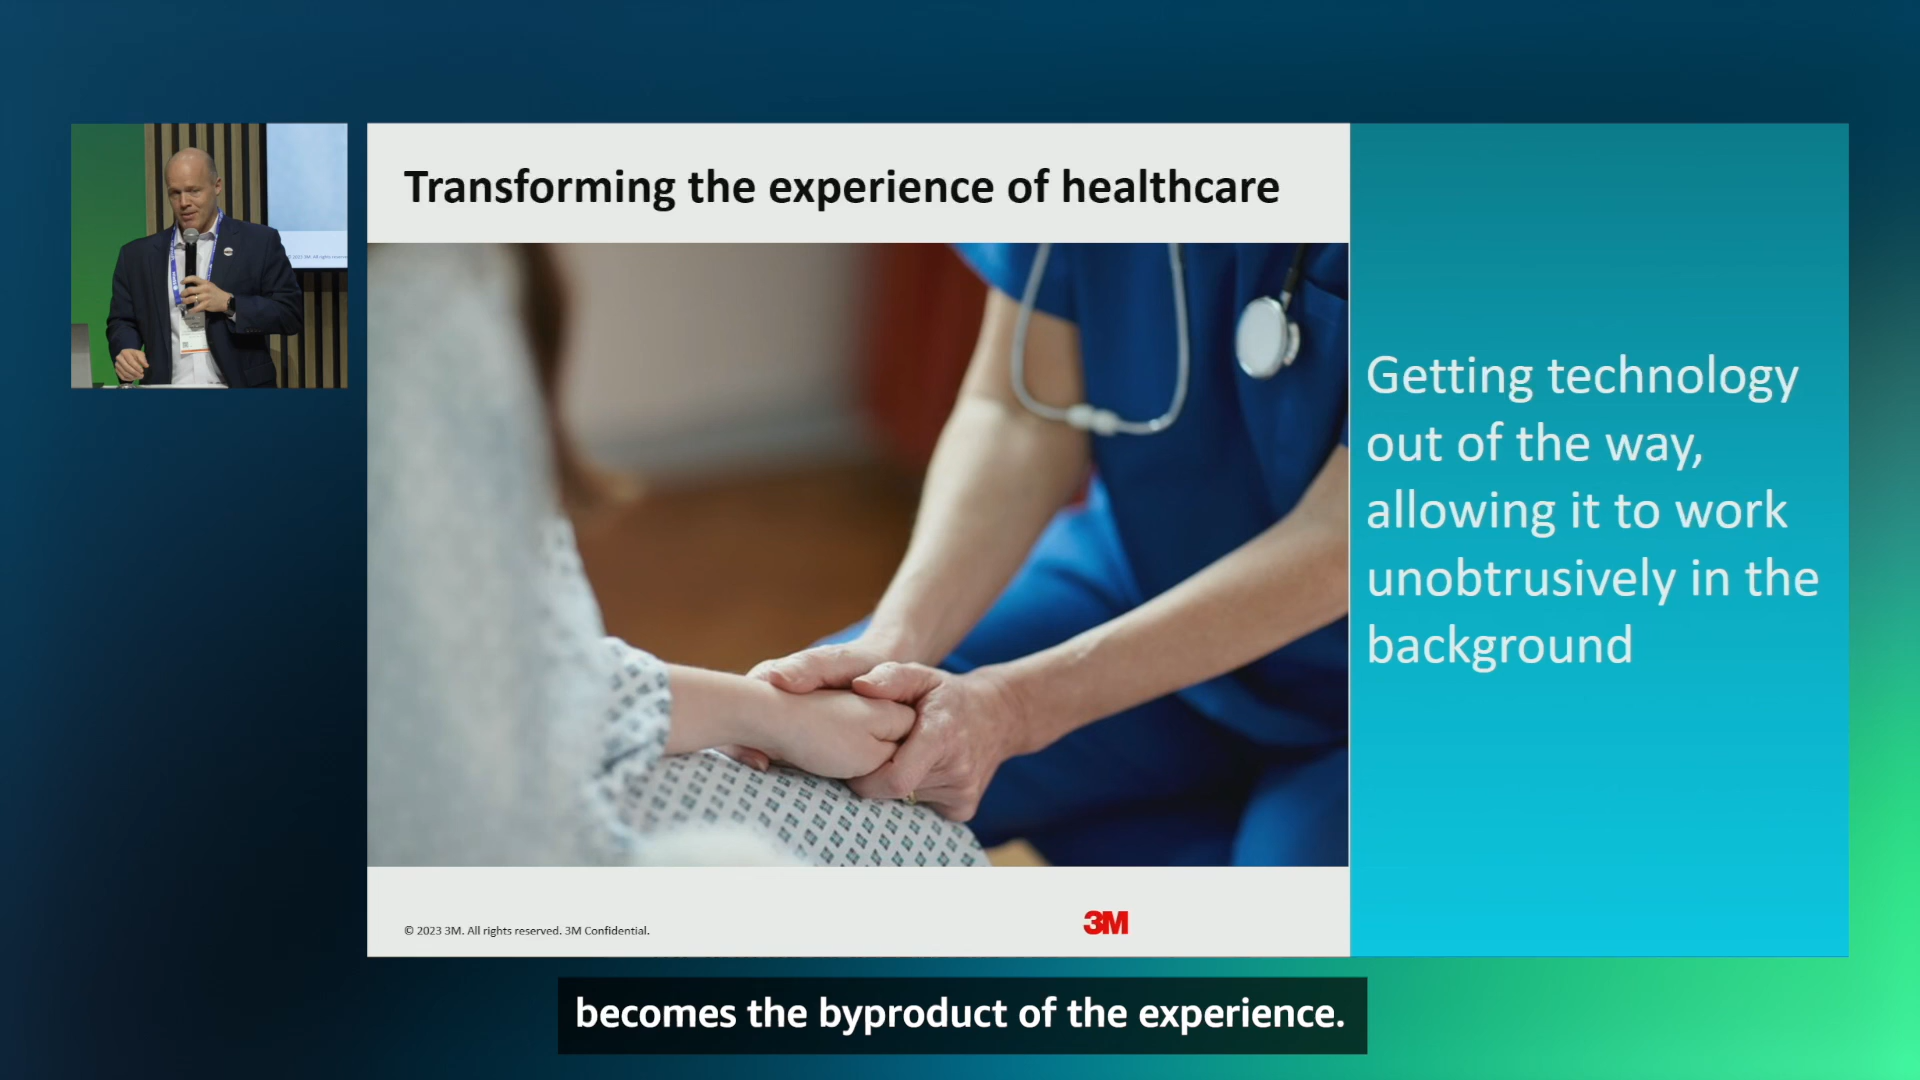 Transforming the experience of healthcare
Getting technology
out of the way,
allowing it to work
unobtrusively in the
background
© 2023 3M. All rights reserved. 3M Confidential.
3M
becomes the byproduct of the experience.